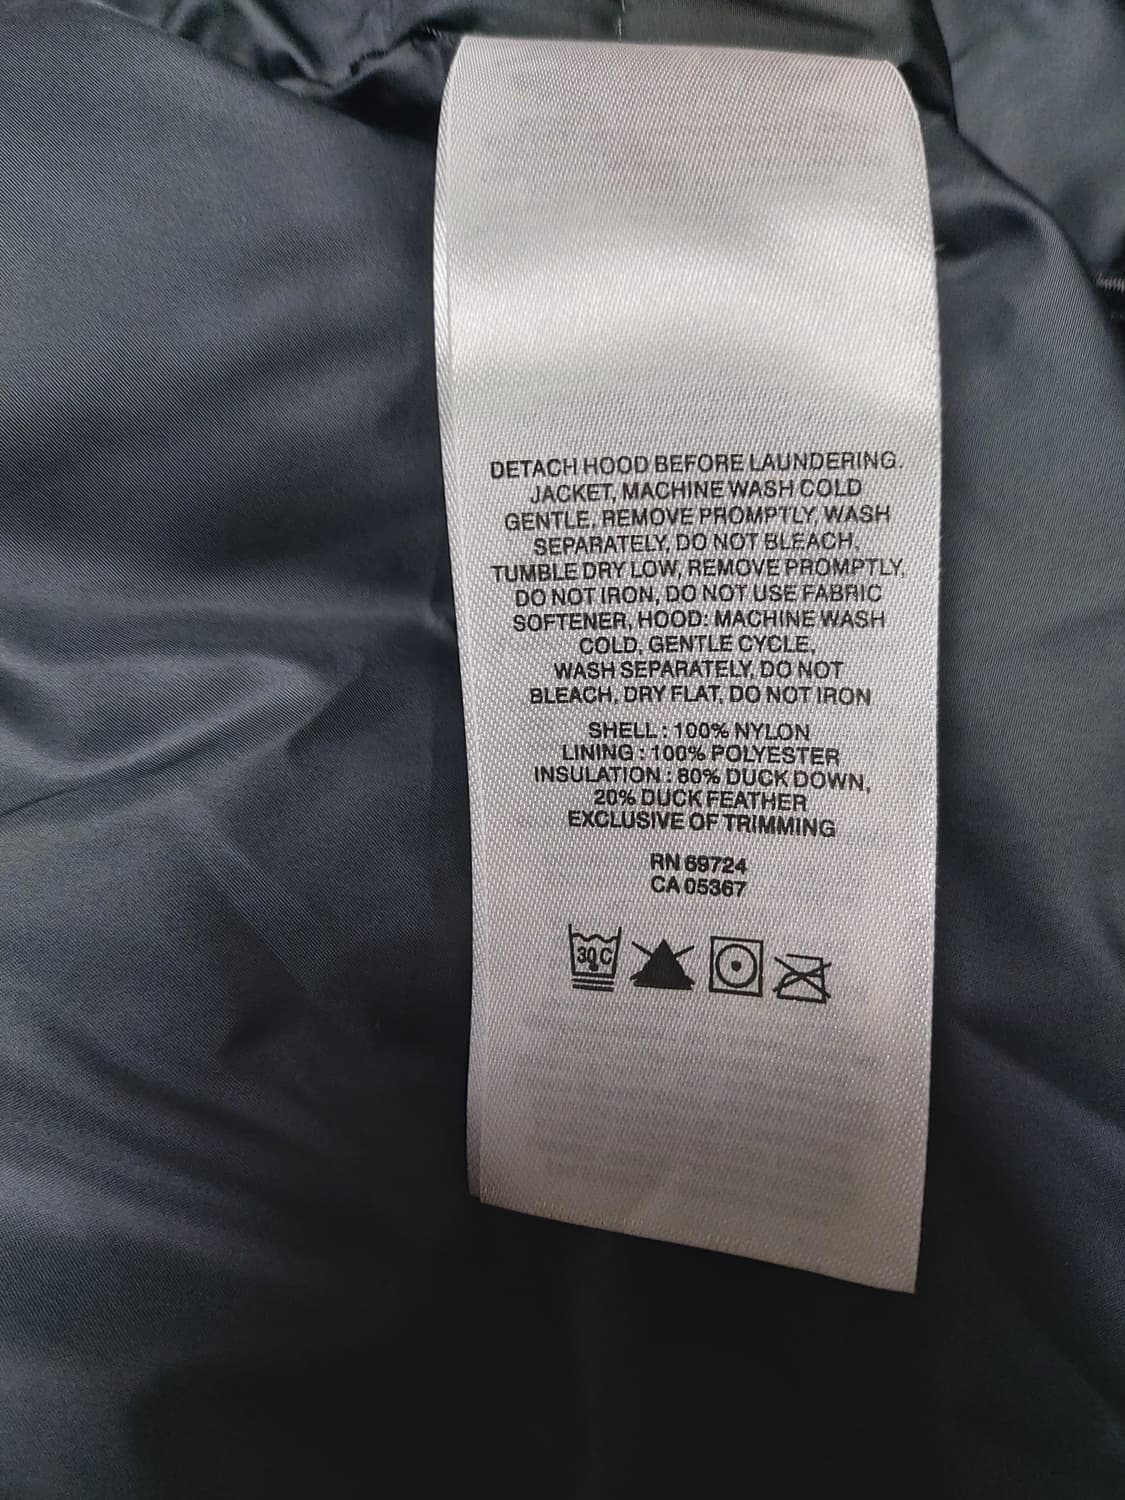 DETACH HOOD BEFORE LAUNDERING.
JACKET, MACHINE WASH COLD
GENTLE, REMOVE PROMPTLY, WASH
SEPARATELY, DO NOT BLEACH,
TUMBLE DRY LOW, REMOVE PROMPTLY,
DO NOT IRON, DO NOT USE FABRIC
SOFTENER, HOOD: MACHINE WASH
COLD, GENTLE CYCLE,
WASH SEPARATELY, DO NOT
BLEACH, DRY FLAT, DO NOT IRON
SHELL : 100% NYLON
LINING : 100% POLYESTER
INSULATION : 80% DUCK DOWN,
20% DUCK FEATHER
EXCLUSIVE OF TRIMMING
RN 69724
CA 05367
30C